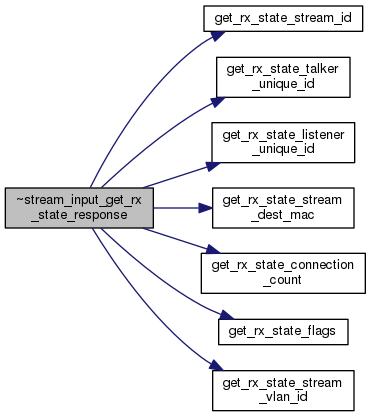 get_rx_state_stream_id
get_rx_state_talker
_unique_id
get_rx_state_listener
_unique_id
~stream_input_get_rx
_state_response
get_rx_state_stream
_dest_mac
get_rx_state_connection
_count
get_rx_state_flags
get_rx_state_stream
_vlan_id